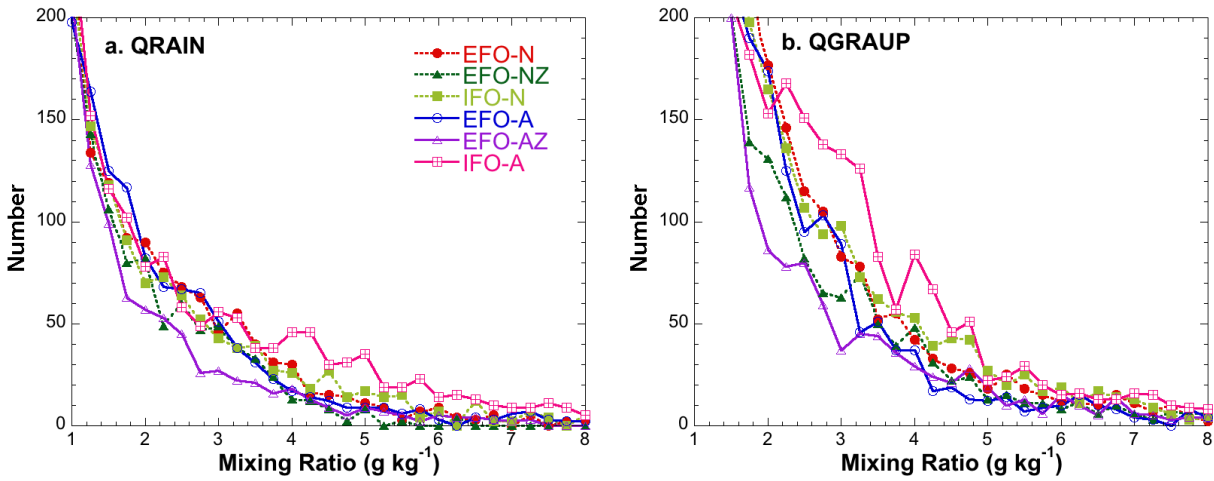 a. QRAIN
EFO-N
EFO-NZ
IFO-N
EFO-A
EFO-AZ
IFO-A
Number
200
150
100
50
0
1 2 3 4 5 6 7 8
Mixing Ratio (g kg⁻¹)
b. QGRAUP
Number
200
150
100
50
0
1 2 3 4 5 6 7 8
Mixing Ratio (g kg⁻¹)